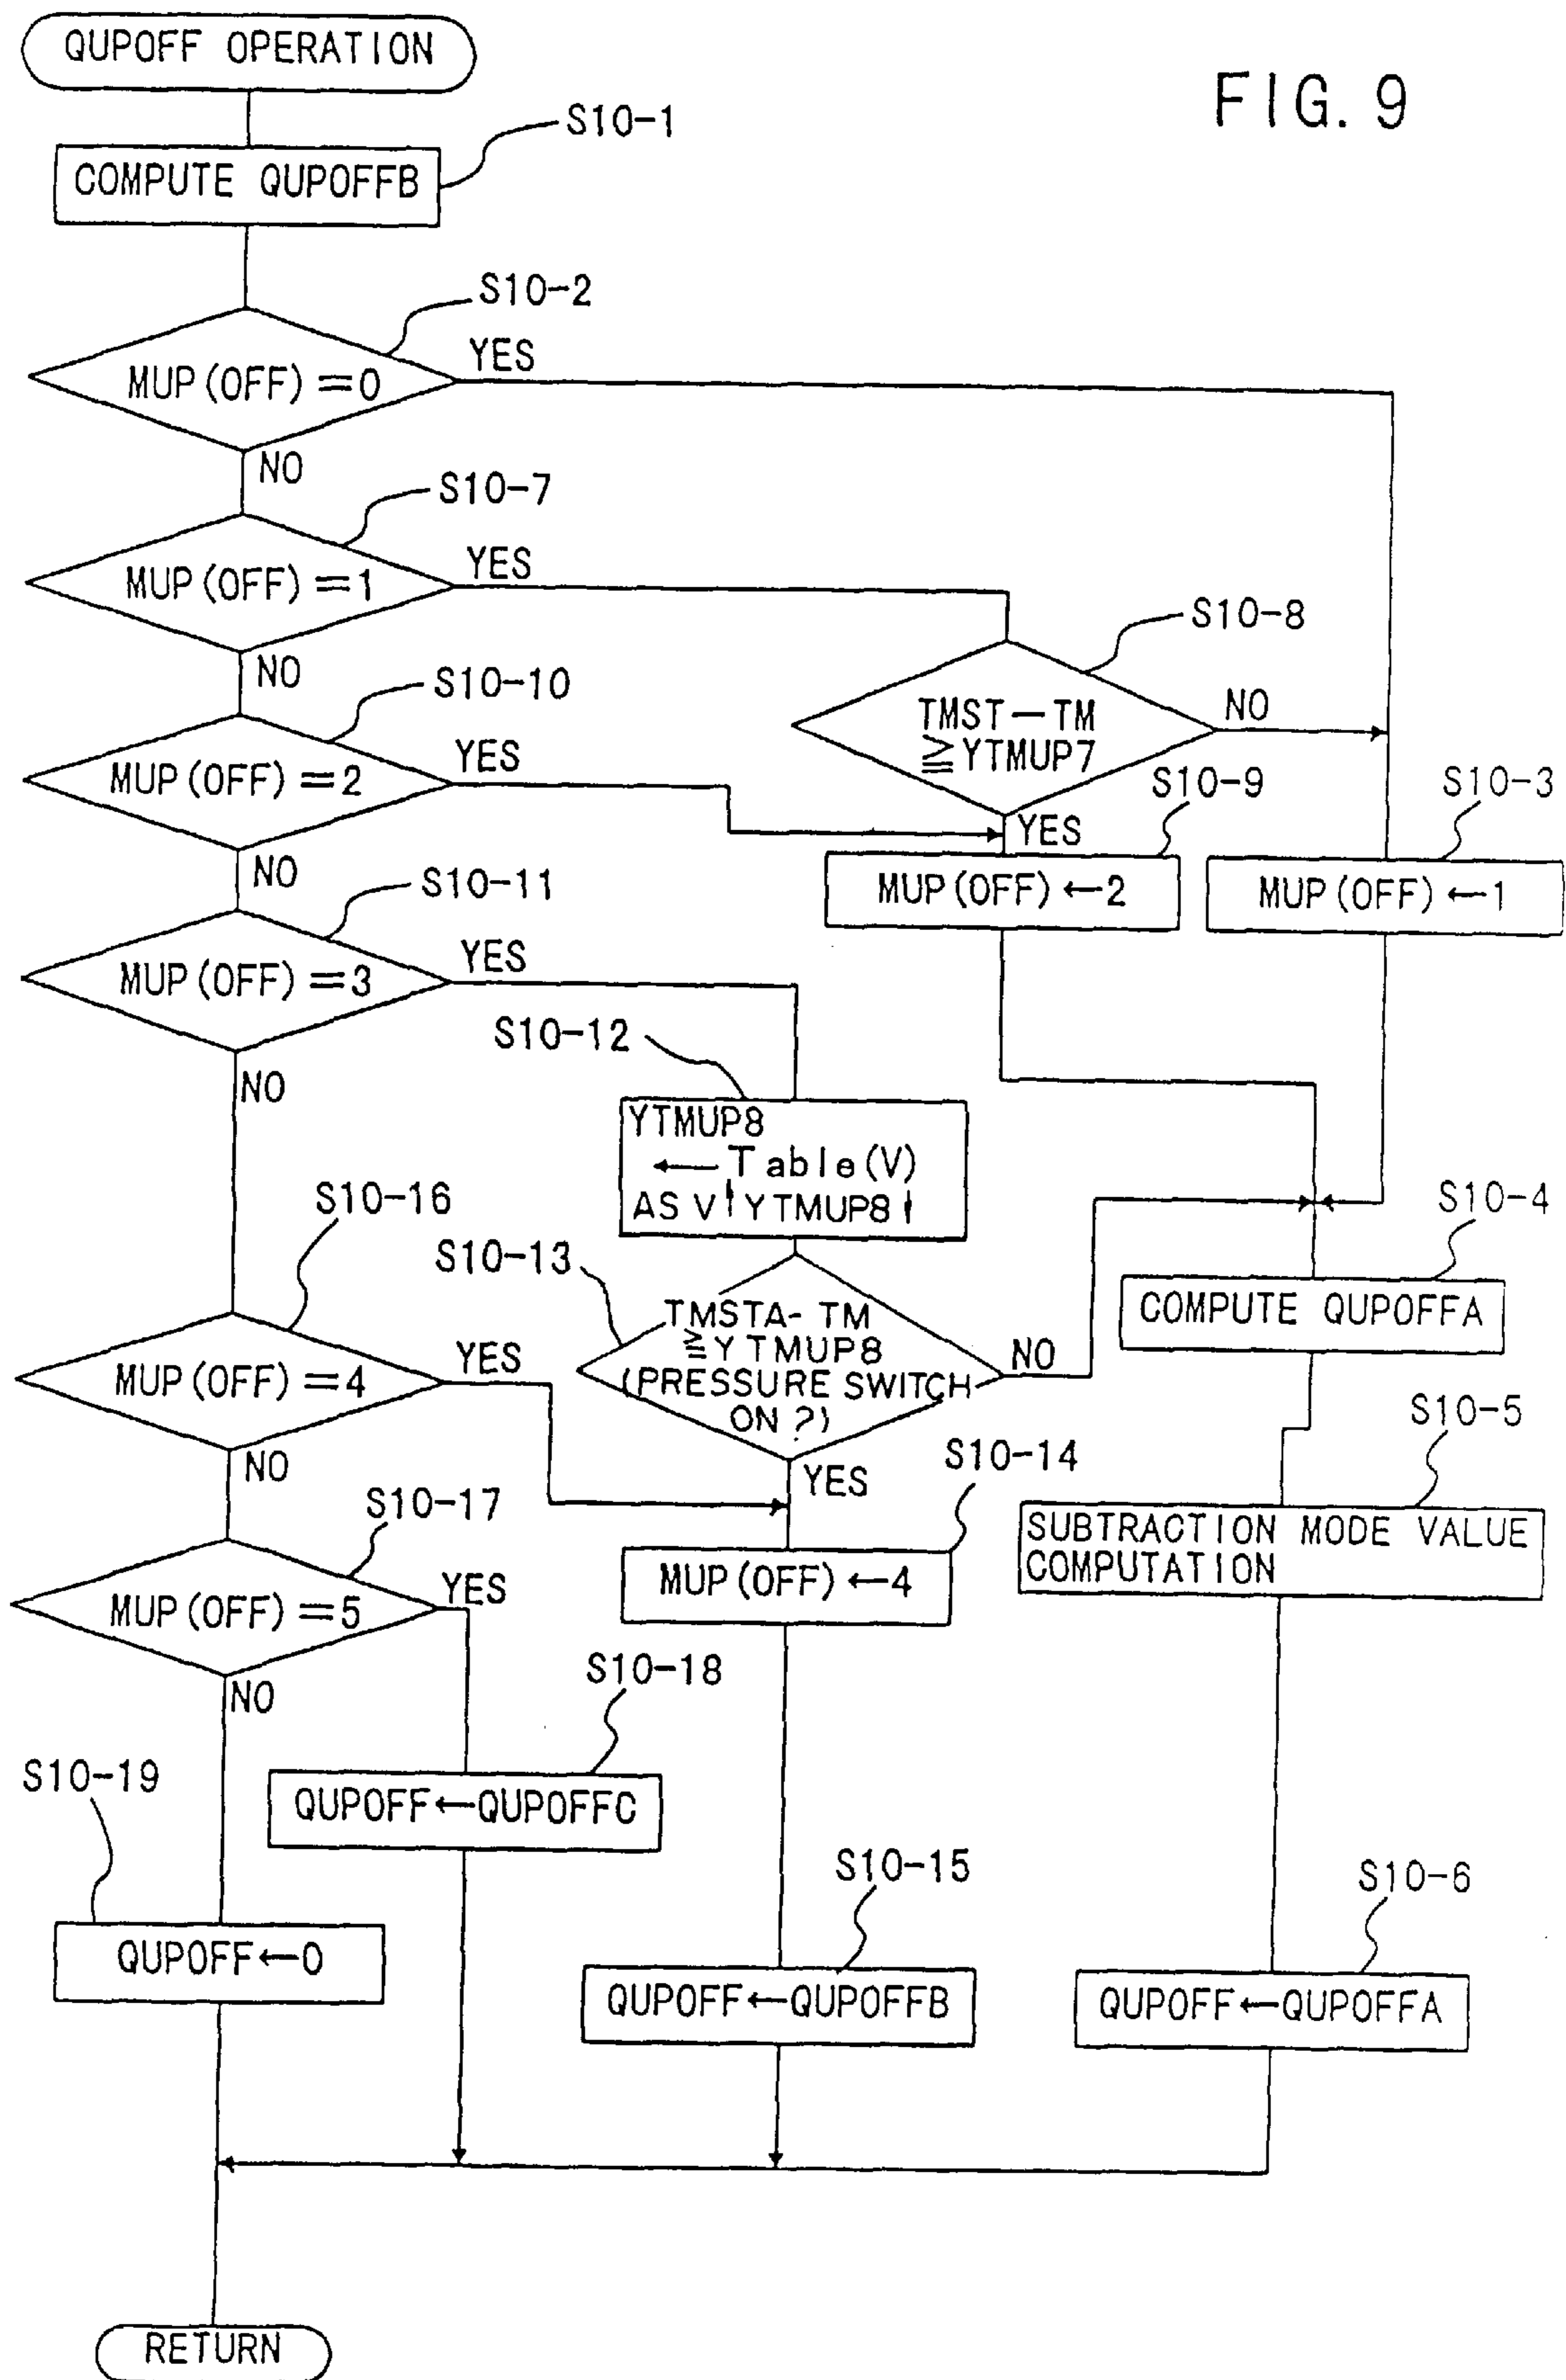 QUPOFF OPERATION
FIG. 9
S10-1
COMPUTE QUPOFFB
S10-2
MUP(OFF)=0
YES
NO
S10-7
MUP(OFF)=1
YES
NO
S10-8
TMST-TM
≧YTMUP7
NO
YES
S10-10
MUP(OFF)=2
YES
NO
S10-9
MUP(OFF)←2
S10-3
MUP(OFF)←1
S10-11
MUP(OFF)=3
YES
NO
S10-12
YTMUP8
←Table(V)
AS V↑YTMUP8↓
S10-13
TMSTA-TM
≧YTMUP8
(PRESSURE SWITCH
ON?)
NO
YES
S10-4
COMPUTE QUPOFFA
S10-16
MUP(OFF)=4
YES
NO
S10-5
SUBTRACTION MODE VALUE
COMPUTATION
S10-14
MUP(OFF)←4
S10-17
MUP(OFF)=5
YES
NO
S10-18
QUPOFF←QUPOFFC
S10-19
QUPOFF←0
S10-15
QUPOFF←QUPOFFB
S10-6
QUPOFF←QUPOFFA
RETURN